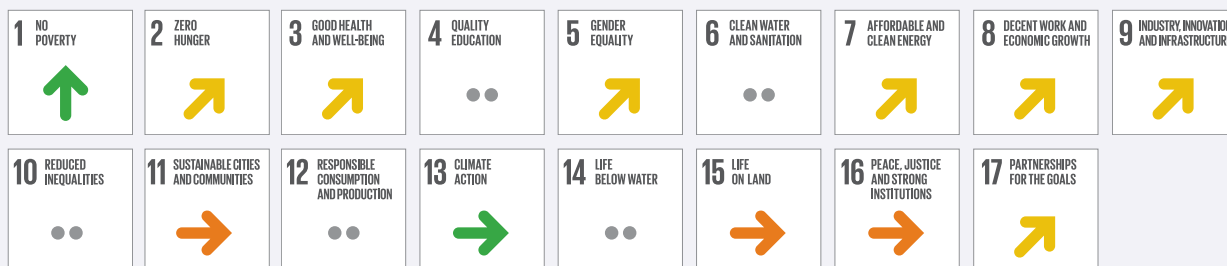 1 NO
POVERTY
2 ZERO
HUNGER
3 GOOD HEALTH
AND WELL-BEING
4 QUALITY
EDUCATION
5 GENDER
EQUALITY
6 CLEAN WATER
AND SANITATION
7 AFFORDABLE AND
CLEAN ENERGY
8 DECENT WORK AND
ECONOMIC GROWTH
9 INDUSTRY, INNOVATIO
AND INFRASTRUCTUR
10 REDUCED
INEQUALITIES
11 SUSTAINABLE CITIES
AND COMMUNITIES
12 RESPONSIBLE
CONSUMPTION
AND PRODUCTION
13 CLIMATE
ACTION
14 LIFE
BELOW WATER
15 LIFE
ON LAND
16 PEACE, JUSTICE
AND STRONG
INSTITUTIONS
17 PARTNERSHIPS
FOR THE GOALS